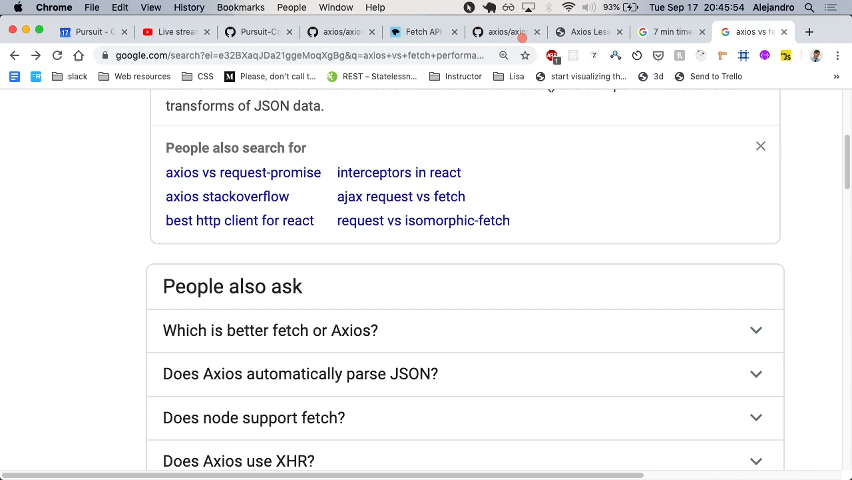 Chrome File Edit View History Bookmarks People Window Help 93% Tue Sep 17 20:45:54 Alejandro
Pursuit - C Live stream Pursuit-Co axios/axios Fetch API axios/axios Axios Less 7 min time axios vs fe
google.com/search?ei=e32BXaqJDa21ggeMoqXgBg&q=axios+vs+fetch+performa...
slack Web resources CSS Please, don't call t... REST – Statelessn... Instructor Lisa start visualizing th... 3d Send to Trello »
transforms of JSON data.
People also search for
axios vs request-promise interceptors in react
axios stackoverflow ajax request vs fetch
best http client for react request vs isomorphic-fetch
People also ask
Which is better fetch or Axios?
Does Axios automatically parse JSON?
Does node support fetch?
Does Axios use XHR?